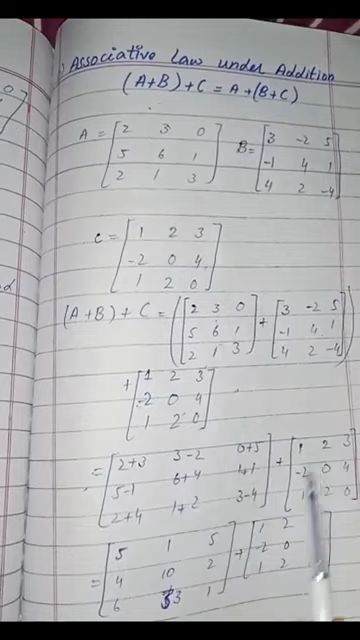 Associative Law under Addition
(A+B)+C = A+(B+C)
A = [2 3 0 B= [3 -2 5
5 6 1 -1 4 1
2 1 3] 4 2 -4]
C = [1 2 3
-2 0 4
1 2 0]
(A+B)+C = ([2 3 0 + [3 -2 5
5 6 1 -1 4 1
2 1 3] 4 2 -4])
+ [1 2 3
-2 0 4
1 2 0]
= [2+3 3-2 0+5 + [1 2 3
5-1 6+4 1+1 -2 0 4
2+4 1+2 3-4] 2 0]
= [5 1 5 + [1 2
4 10 2 -2 0
6 3 1] 1 2